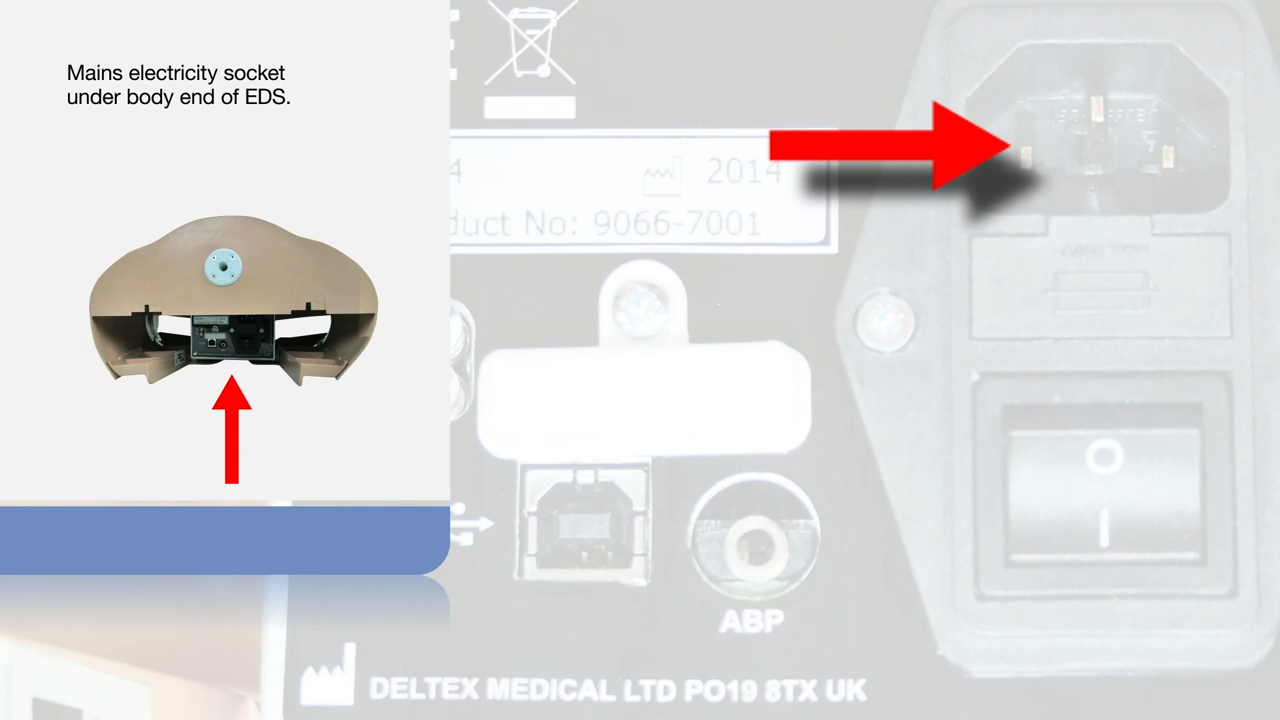 Mains electricity socket
under body end of EDS.
4
2014
duct No: 9066-7001
ABP
DELTEX MEDICAL LTD PO19 8TX UK